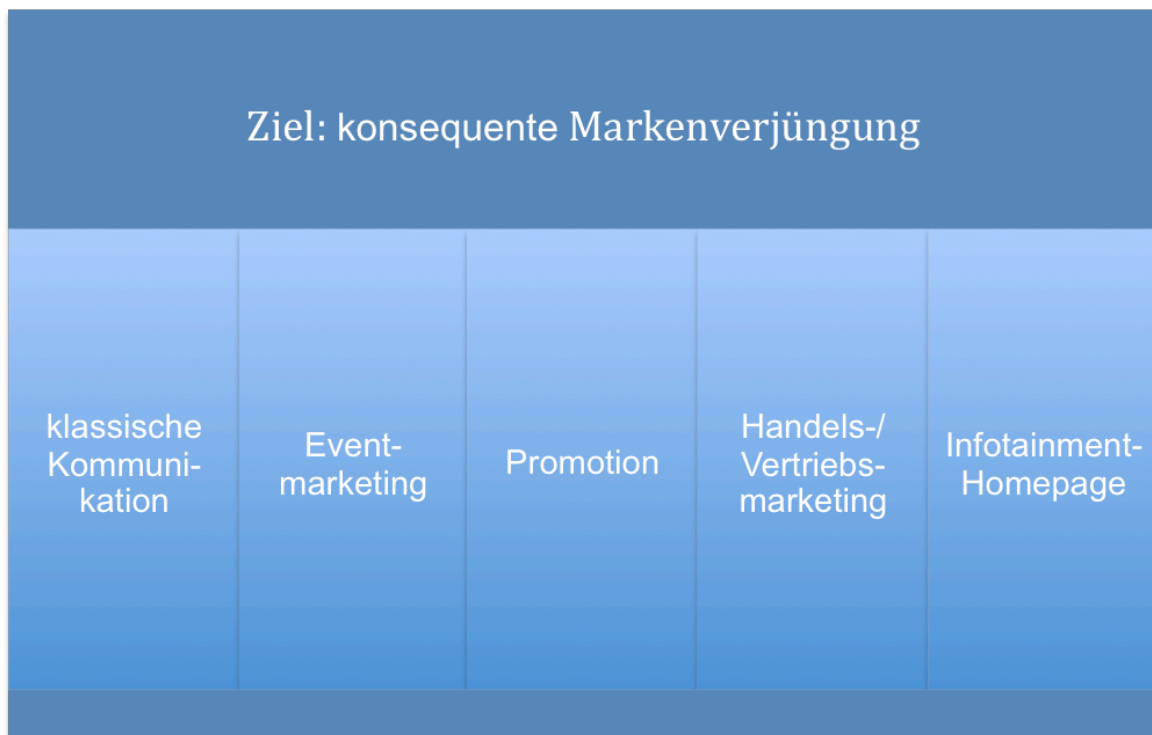 Ziel: konsequente Markenverjüngung
klassische
Kommuni-
kation
Event-
marketing
Promotion
Handels-/
Vertriebs-
marketing
Infotainment-
Homepage